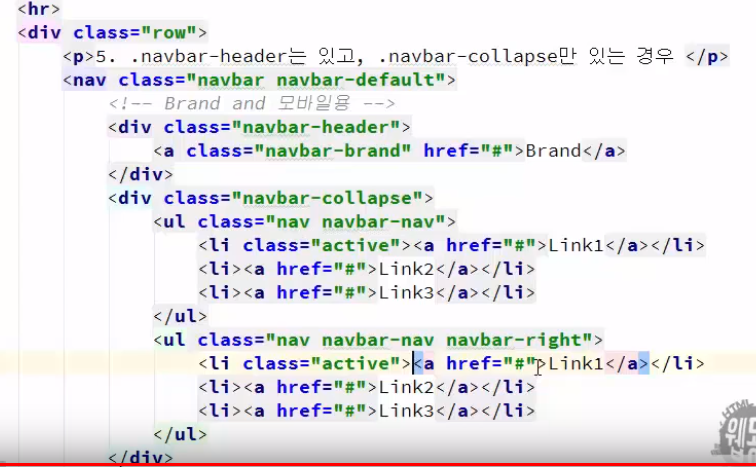 <hr>
<div class="row">
<p>5. .navbar-header는 있고, .navbar-collapse만 있는 경우 </p>
<nav class="navbar navbar-default">
<!-- Brand and 모바일용 -->
<div class="navbar-header">
<a class="navbar-brand" href="#">Brand</a>
</div>
<div class="navbar-collapse">
<ul class="nav navbar-nav">
<li class="active"><a href="#">Link1</a></li>
<li><a href="#">Link2</a></li>
<li><a href="#">Link3</a></li>
</ul>
<ul class="nav navbar-nav navbar-right">
<li class="active"><a href="#">Link1</a></li>
<li><a href="#">Link2</a></li>
<li><a href="#">Link3</a></li>
</ul>
</div>
HTML